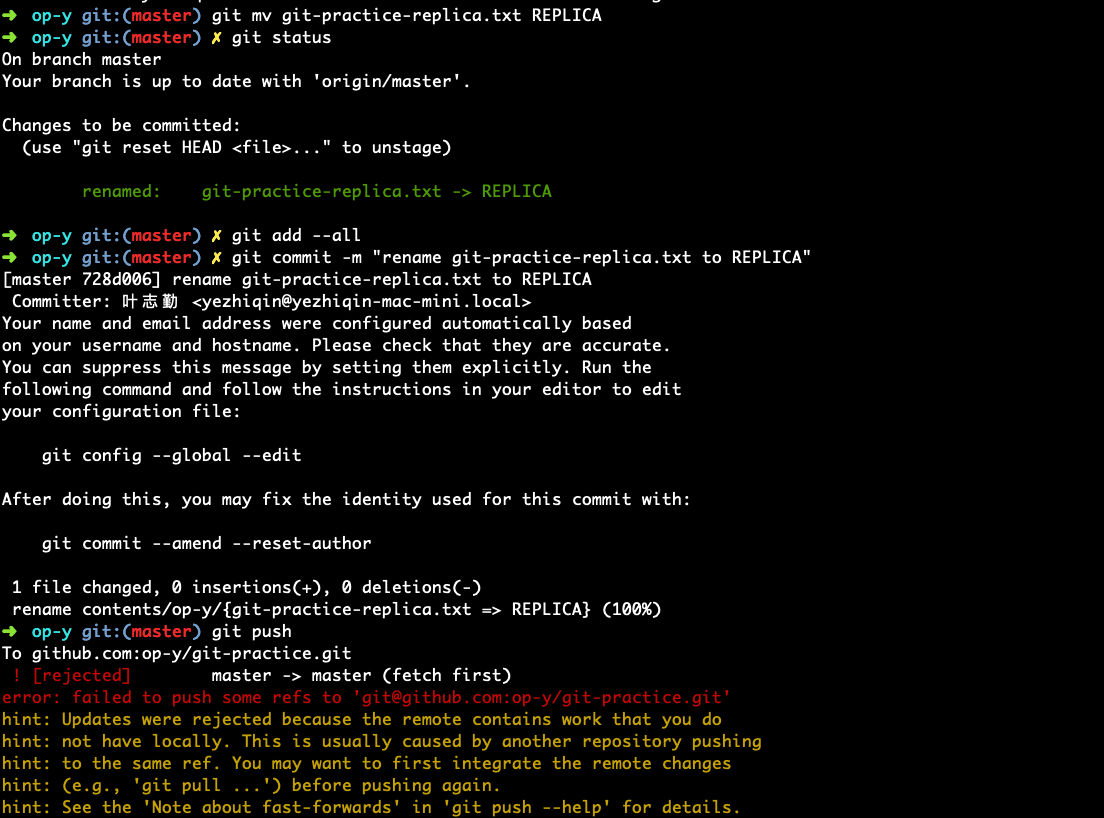 ➜  op-y git:(master) git mv git-practice-replica.txt REPLICA
➜  op-y git:(master) ✗ git status
On branch master
Your branch is up to date with 'origin/master'.
Changes to be committed:
  (use "git reset HEAD <file>..." to unstage)
        renamed:    git-practice-replica.txt -> REPLICA
➜  op-y git:(master) ✗ git add --all
➜  op-y git:(master) ✗ git commit -m "rename git-practice-replica.txt to REPLICA"
[master 728d006] rename git-practice-replica.txt to REPLICA
 Committer: 叶志勤 <yezhiqin@yezhiqin-mac-mini.local>
Your name and email address were configured automatically based
on your username and hostname. Please check that they are accurate.
You can suppress this message by setting them explicitly. Run the
following command and follow the instructions in your editor to edit
your configuration file:
    git config --global --edit
After doing this, you may fix the identity used for this commit with:
    git commit --amend --reset-author
 1 file changed, 0 insertions(+), 0 deletions(-)
 rename contents/op-y/{git-practice-replica.txt => REPLICA} (100%)
➜  op-y git:(master) git push
To github.com:op-y/git-practice.git
 ! [rejected]        master -> master (fetch first)
error: failed to push some refs to 'git@github.com:op-y/git-practice.git'
hint: Updates were rejected because the remote contains work that you do
hint: not have locally. This is usually caused by another repository pushing
hint: to the same ref. You may want to first integrate the remote changes
hint: (e.g., 'git pull ...') before pushing again.
hint: See the 'Note about fast-forwards' in 'git push --help' for details.